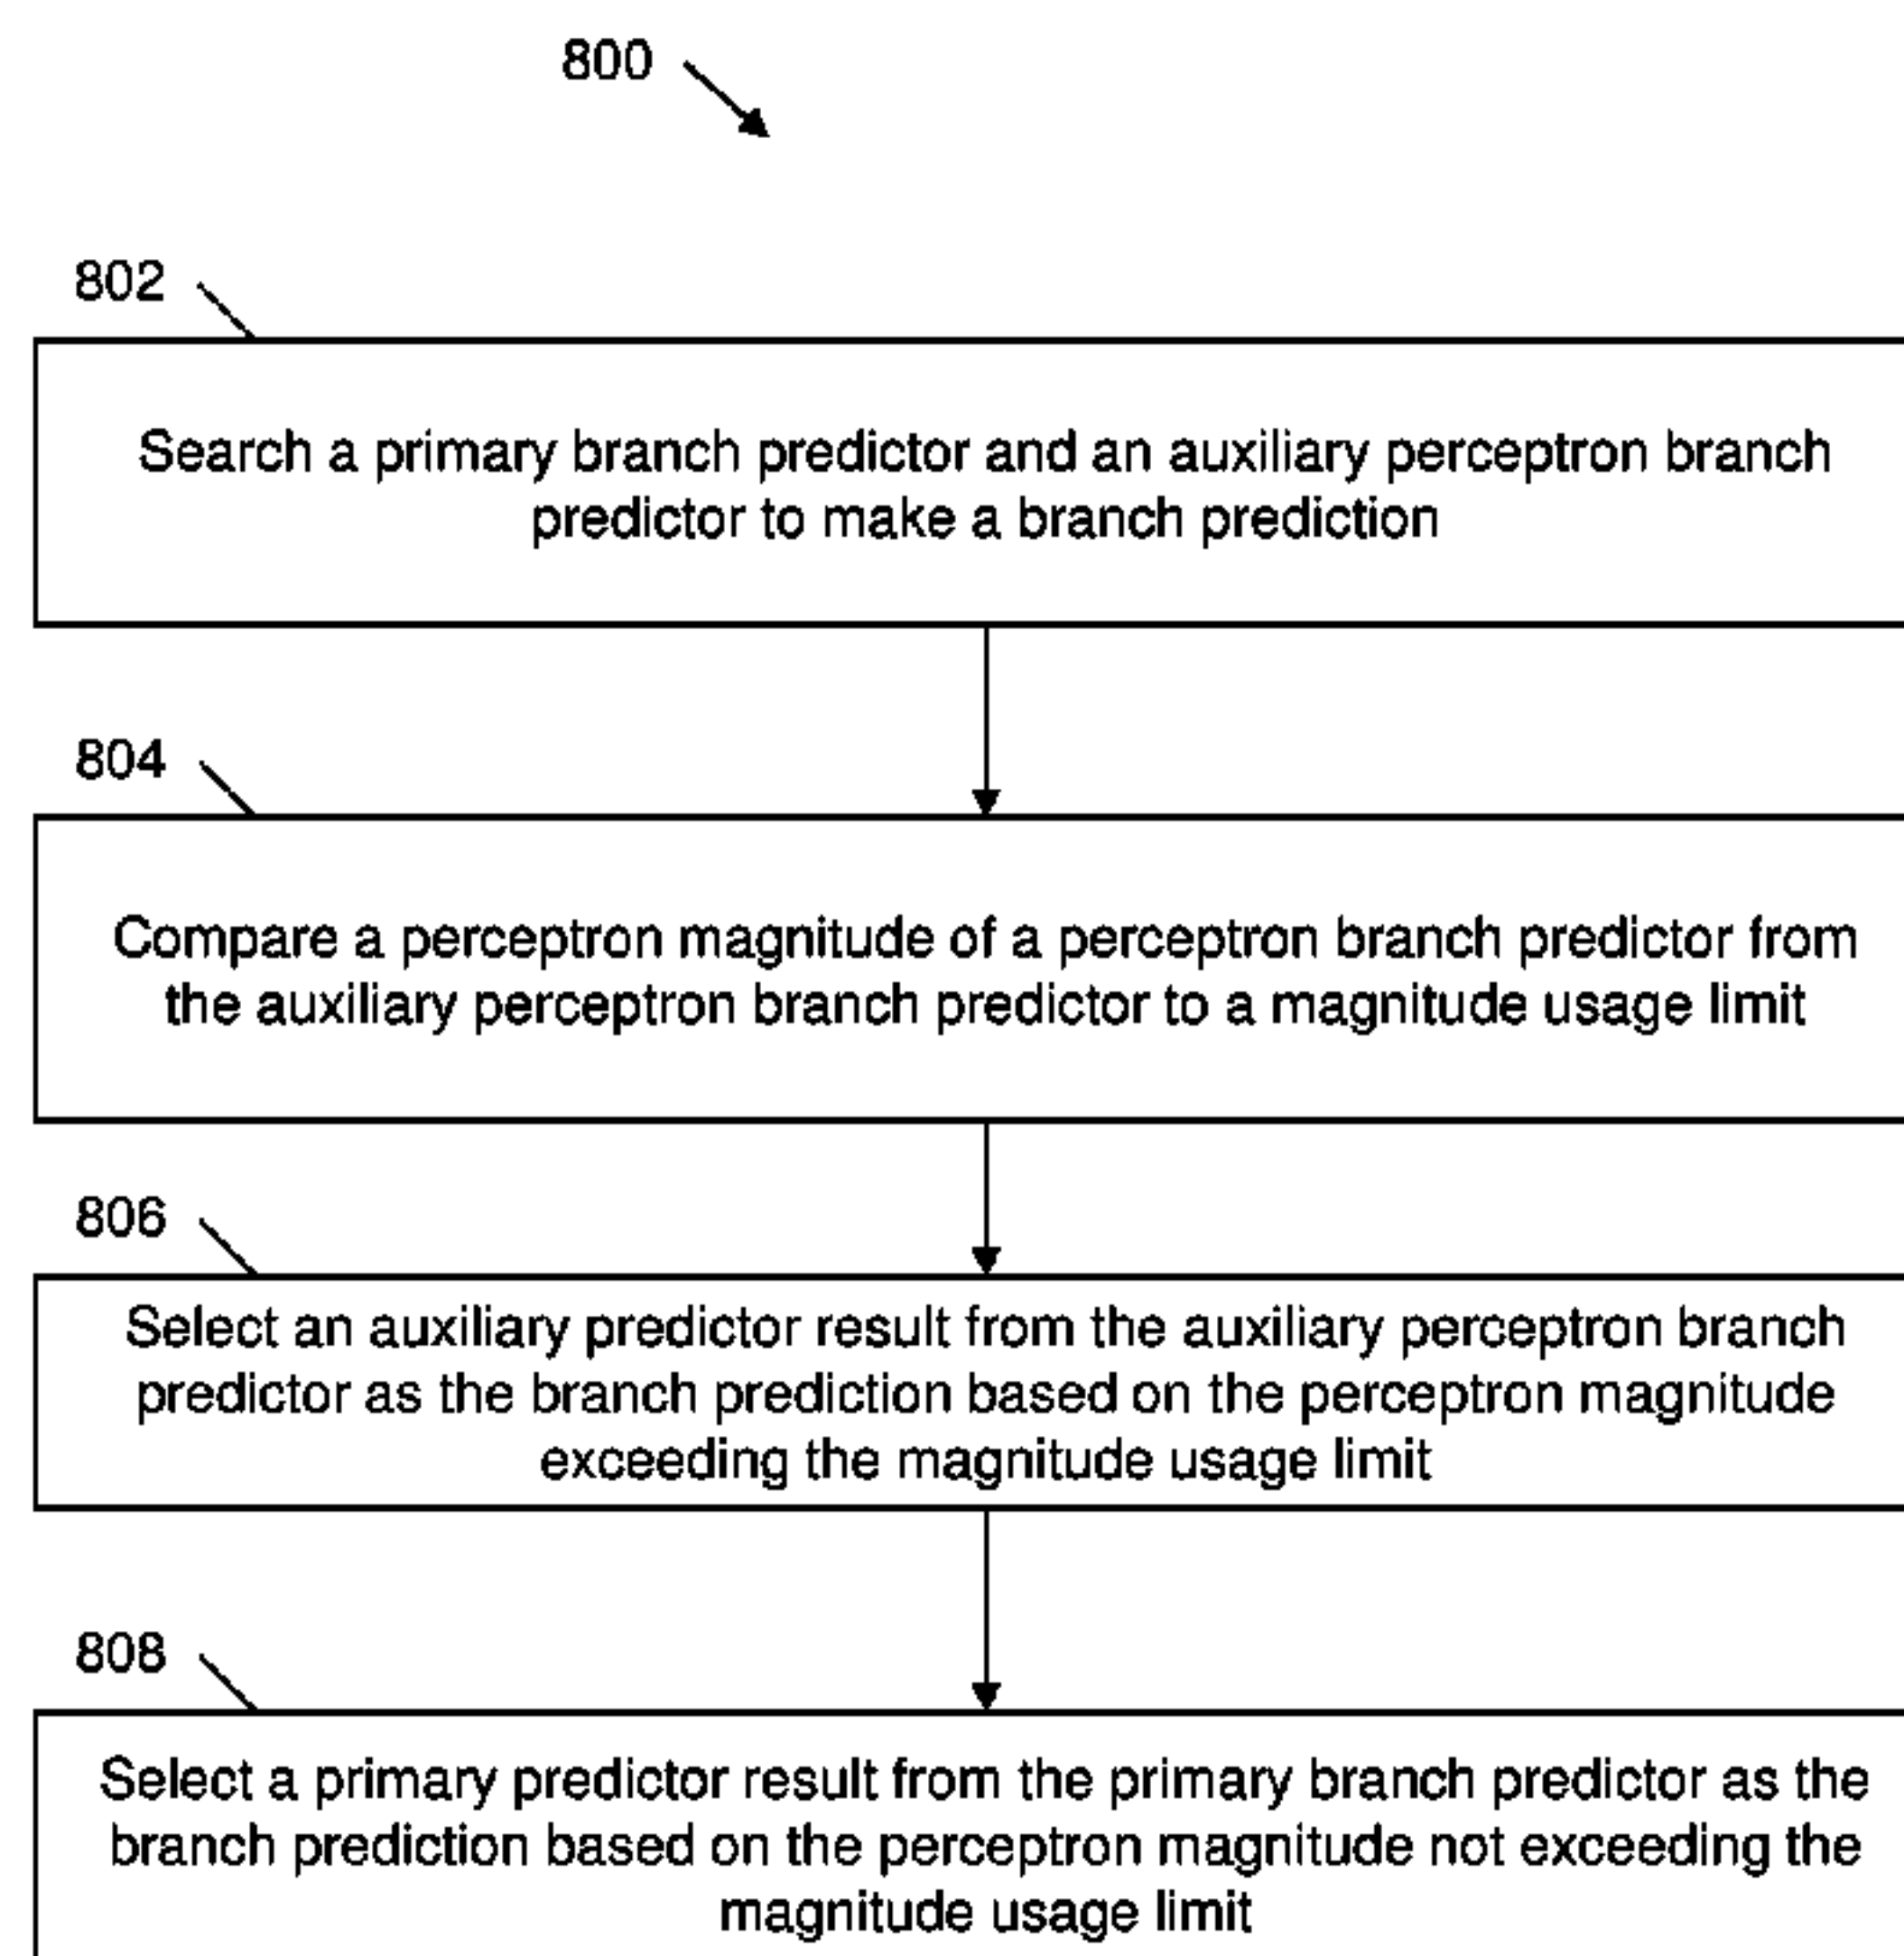 800
802
Search a primary branch predictor and an auxiliary perceptron branch
predictor to make a branch prediction
804
Compare a perceptron magnitude of a perceptron branch predictor from
the auxiliary perceptron branch predictor to a magnitude usage limit
806
Select an auxiliary predictor result from the auxiliary perceptron branch
predictor as the branch prediction based on the perceptron magnitude
exceeding the magnitude usage limit
808
Select a primary predictor result from the primary branch predictor as the
branch prediction based on the perceptron magnitude not exceeding the
magnitude usage limit